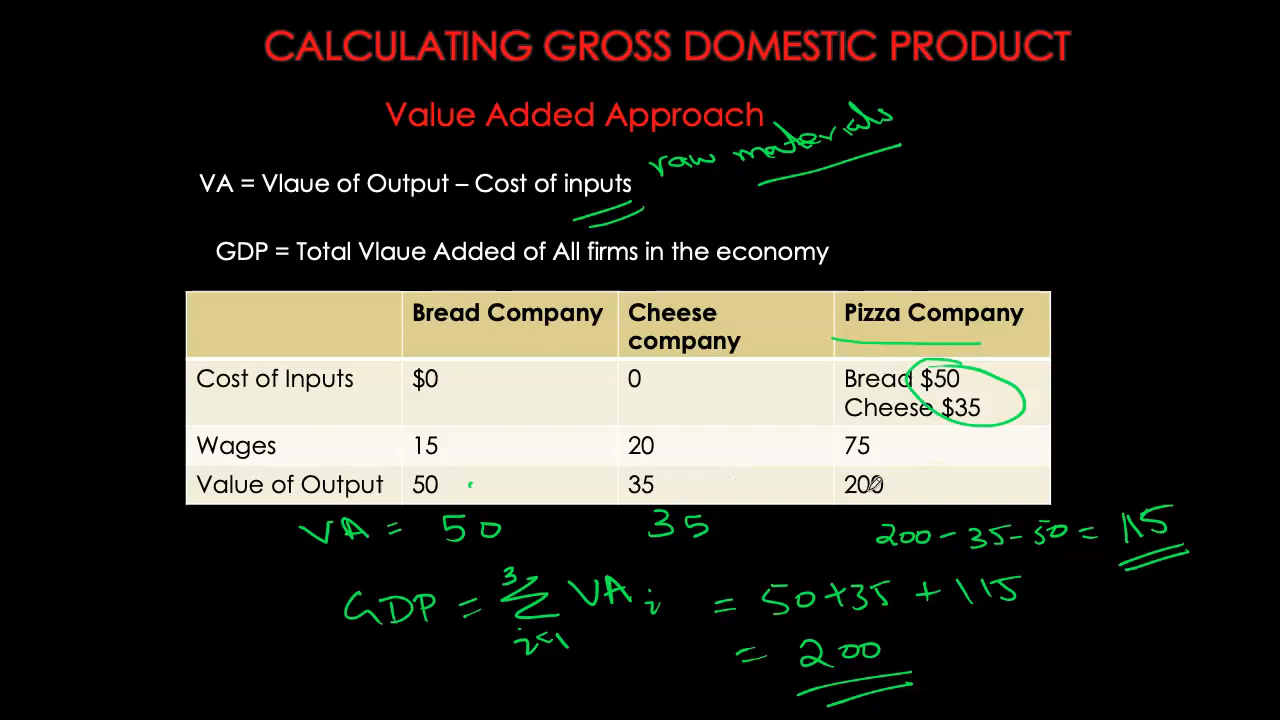 CALCULATING GROSS DOMESTIC PRODUCT
Value Added Approach
raw materials
VA = Vlaue of Output – Cost of inputs
GDP = Total Vlaue Added of All firms in the economy
Bread Company Cheese company Pizza Company
Cost of Inputs $0 0 Bread $50
Cheese $35
Wages 15 20 75
Value of Output 50 35 200
VA = 50 35 200 - 35 - 50 = 115
GDP = 3 Σ i=1 VA i = 50 + 35 + 115
= 200